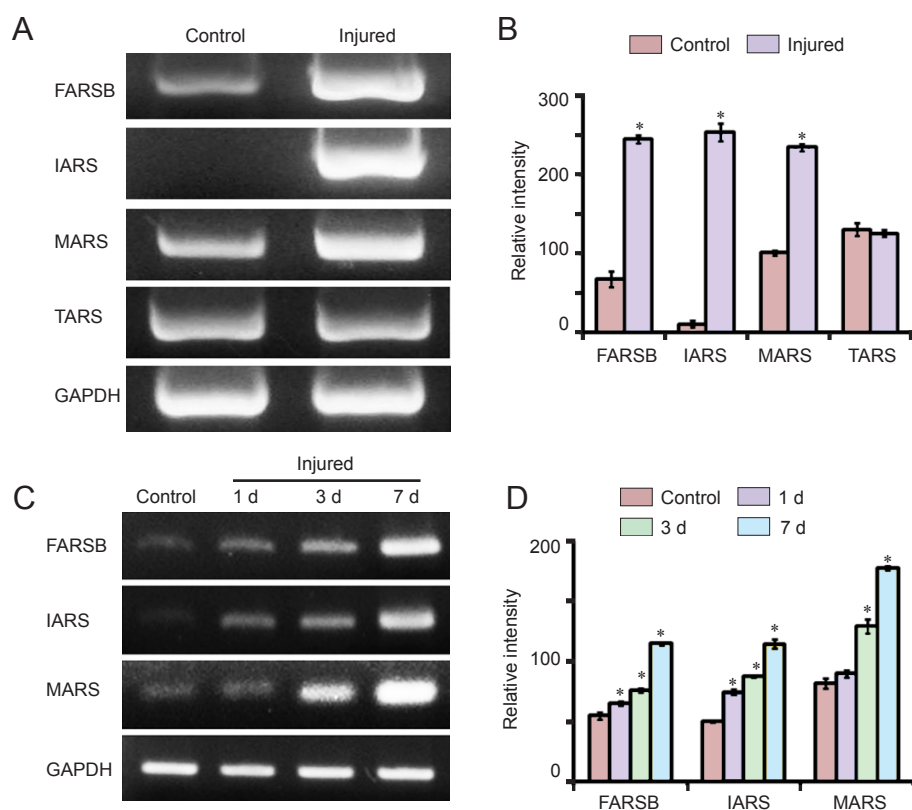 A
Control Injured
FARSB
IARS
MARS
TARS
GAPDH
B
Control Injured
Relative intensity
300
200
100
0
* * *
FARSB IARS MARS TARS
C
Injured
Control 1 d 3 d 7 d
FARSB
IARS
MARS
GAPDH
D
Control 1 d
3 d 7 d
Relative intensity
200
100
0
* * * * * * * *
FARSB IARS MARS